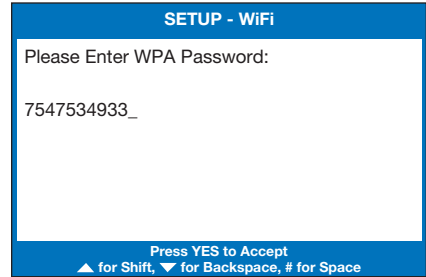 SETUP - WiFi
Please Enter WPA Password:
7547534933_
Press YES to Accept
▲ for Shift, ▼ for Backspace, # for Space